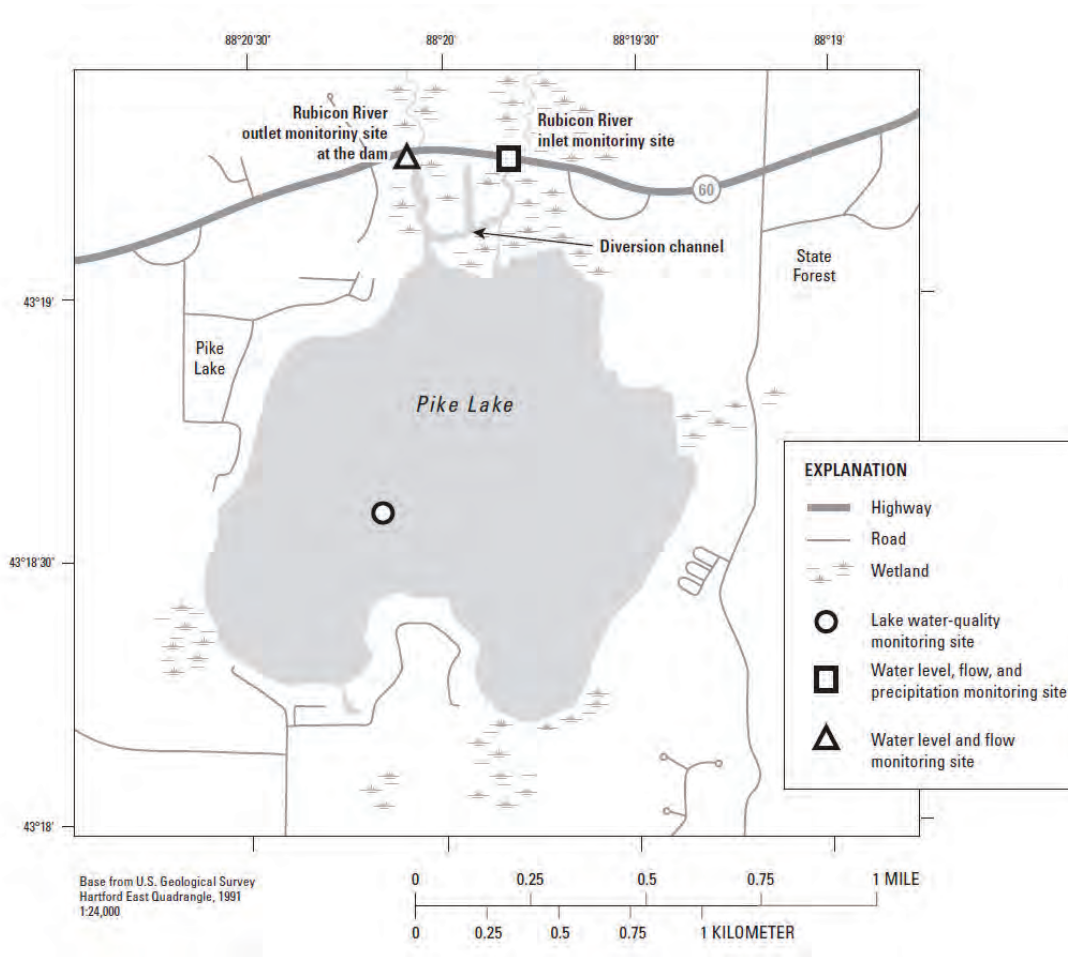 88°20'30"
88°20'
88°19'30"
88°19'
Rubicon River
outlet monitoriny site
at the dam
Rubicon River
inlet monitoriny site
60
Diversion channel
State
Forest
43°19'
Pike
Lake
Pike Lake
43°18'30"
43°18'
EXPLANATION
Highway
Road
Wetland
Lake water-quality
monitoring site
Water level, flow, and
precipitation monitoring site
Water level and flow
monitoring site
Base from U.S. Geological Survey
Hartford East Quadrangle, 1991
1:24,000
0 0.25 0.5 0.75 1 MILE
0 0.25 0.5 0.75 1 KILOMETER